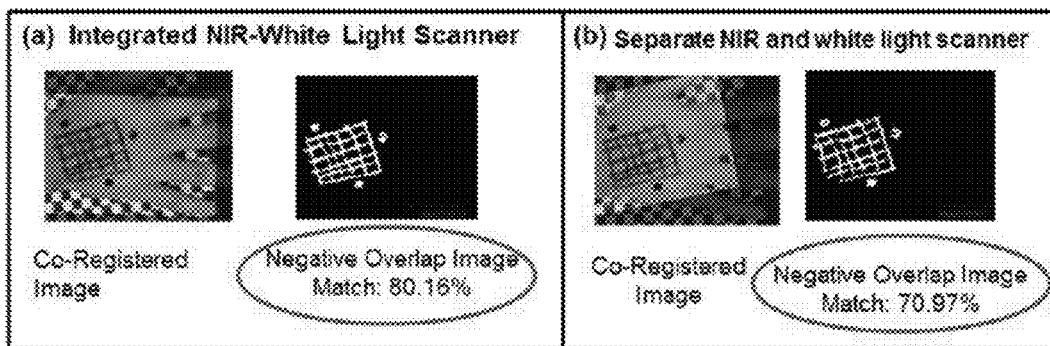 (a) Integrated NIR-White Light Scanner
Co-Registered
Image
Negative Overlap Image
Match: 80.16%
(b) Separate NIR and white light scanner
Co-Registered
Image
Negative Overlap Image
Match: 70.97%